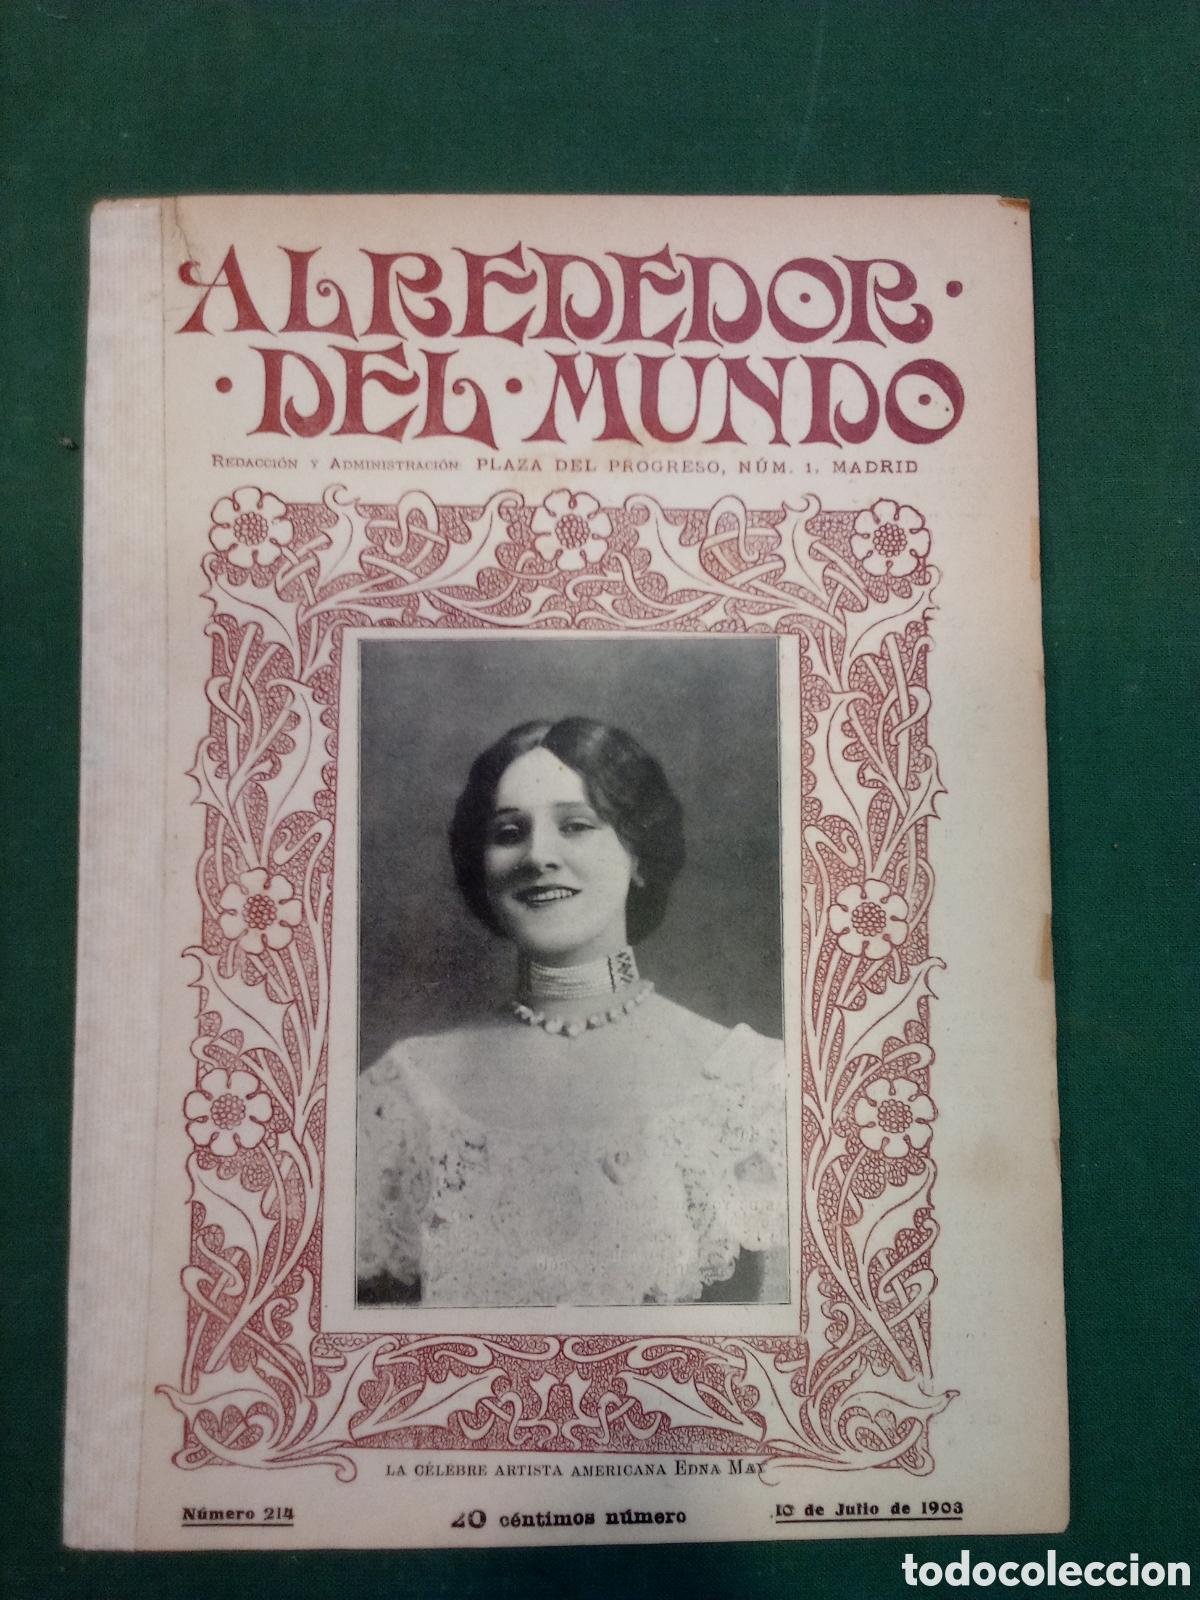 ALREDEDOR·
·DEL·MUNDO
Redacción y Administración: PLAZA DEL PROGRESO, NÚM. 1, MADRID
LA CÉLEBRE ARTISTA AMERICANA EDNA MAY
Número 214
20 céntimos número
10 de Julio de 1903
todocoleccion